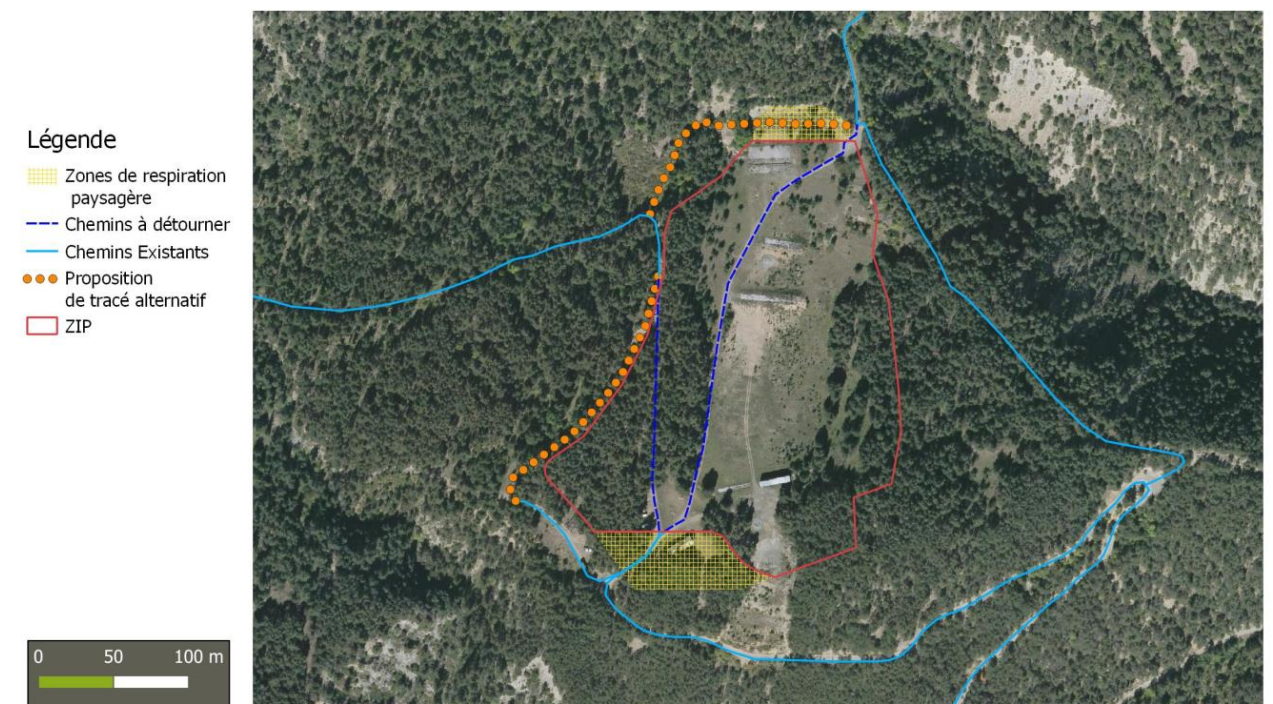 Légende
Zones de respiration
paysagère
Chemins à détourner
Chemins Existants
Proposition
de tracé alternatif
ZIP
0 50 100 m